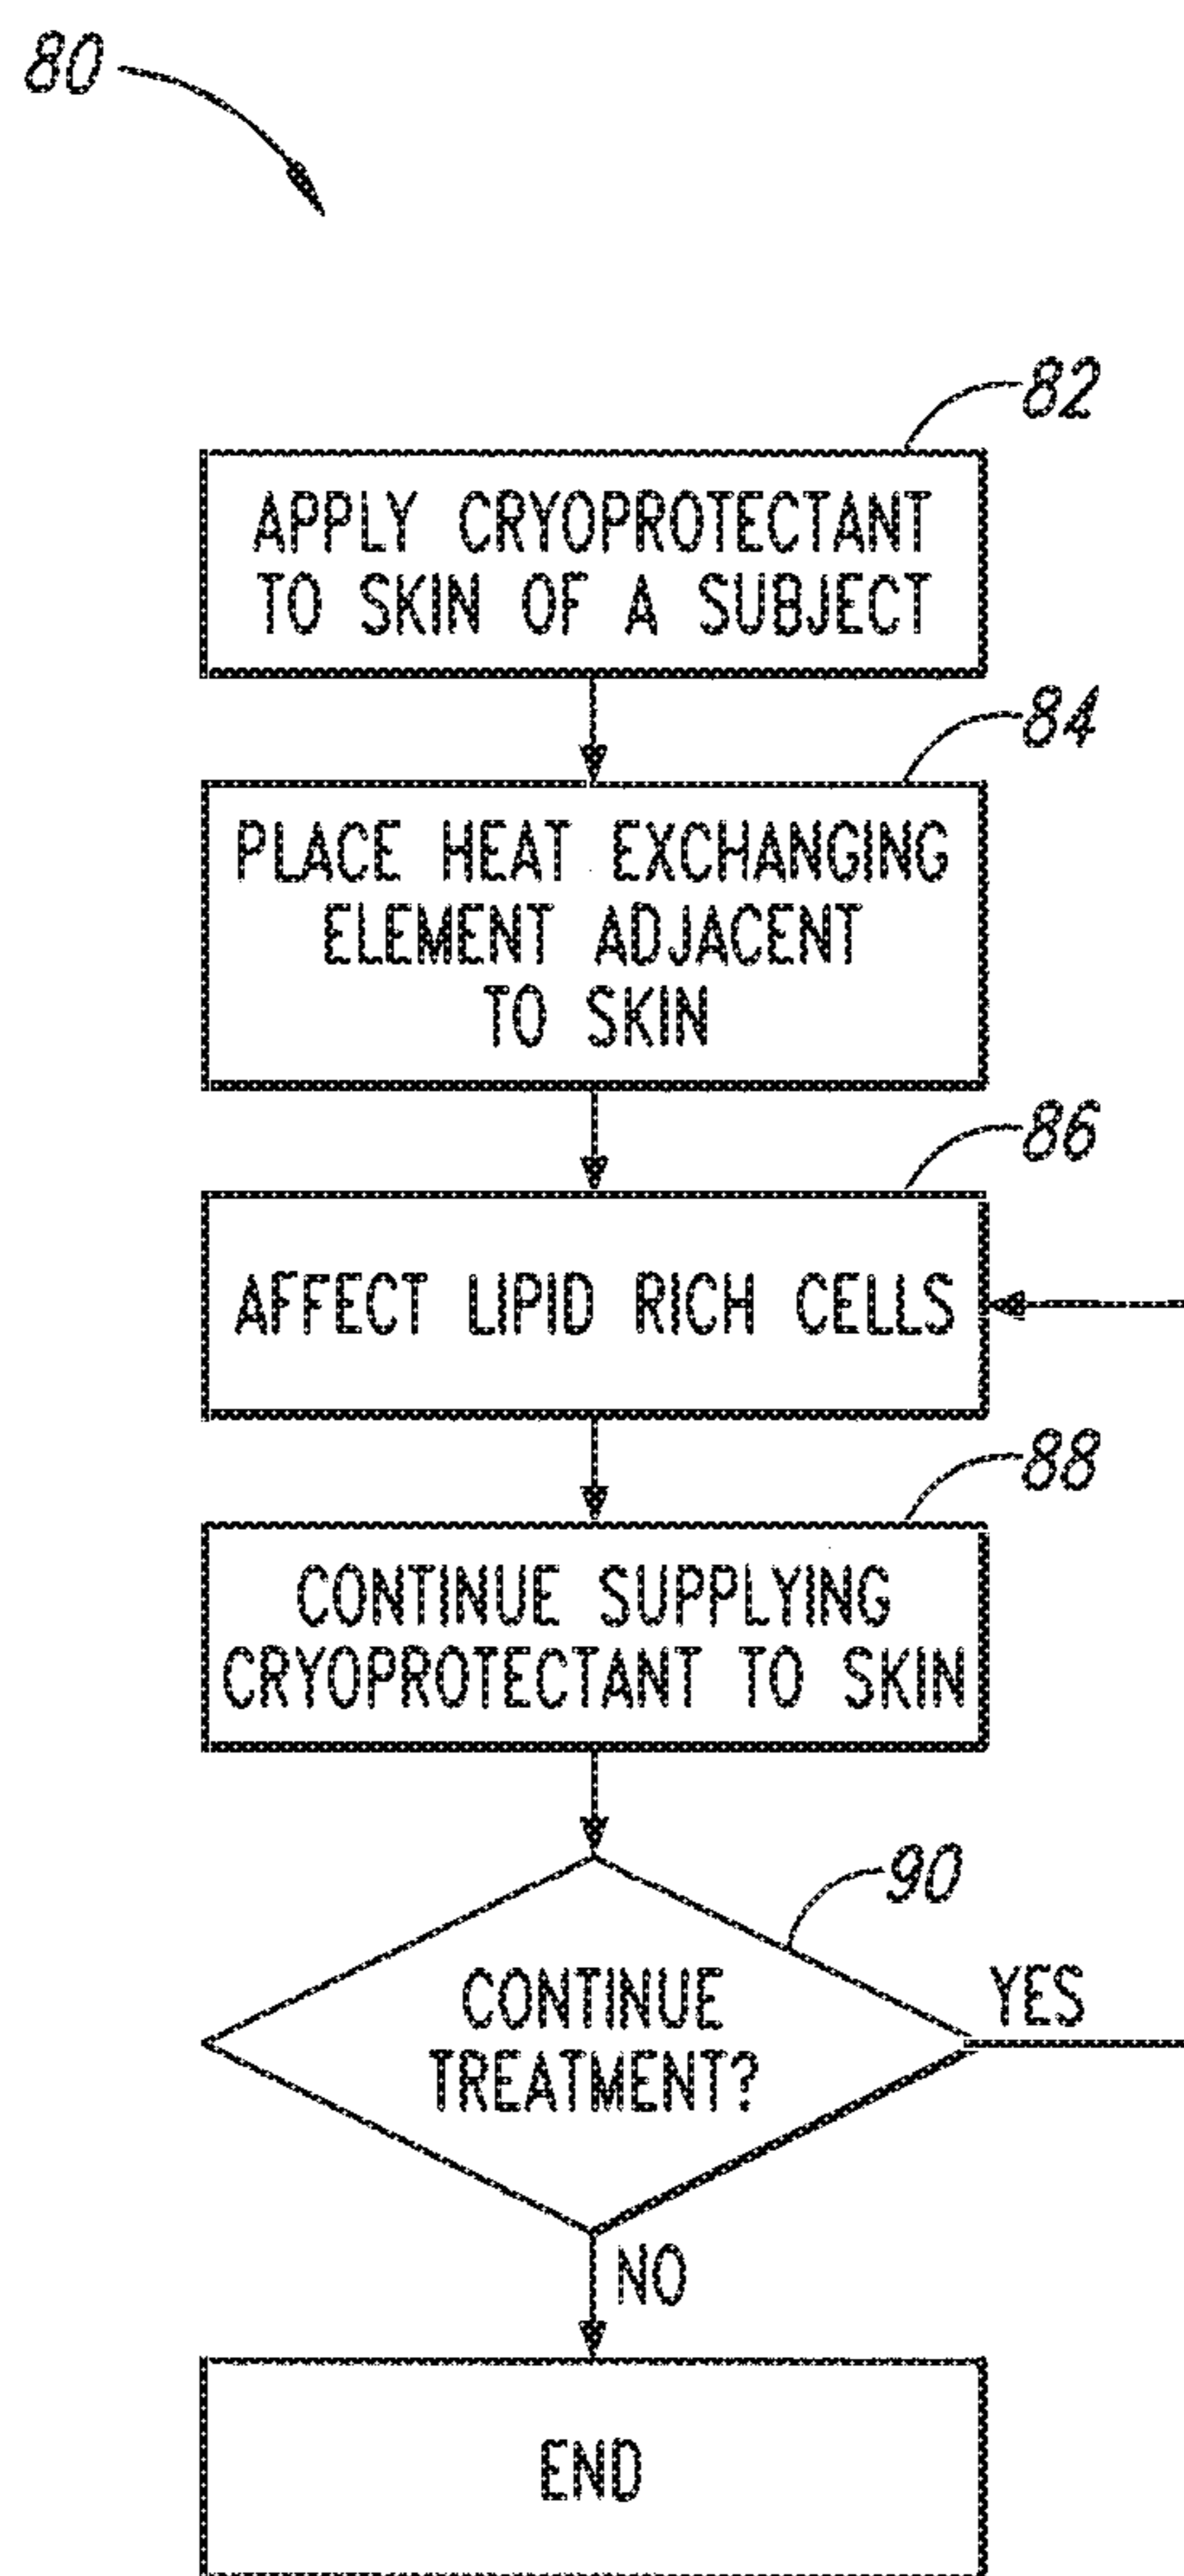 80
82
APPLY CRYOPROTECTANT
TO SKIN OF A SUBJECT
84
PLACE HEAT EXCHANGING
ELEMENT ADJACENT
TO SKIN
86
AFFECT LIPID RICH CELLS
88
CONTINUE SUPPLYING
CRYOPROTECTANT TO SKIN
90
CONTINUE
TREATMENT?
YES
NO
END